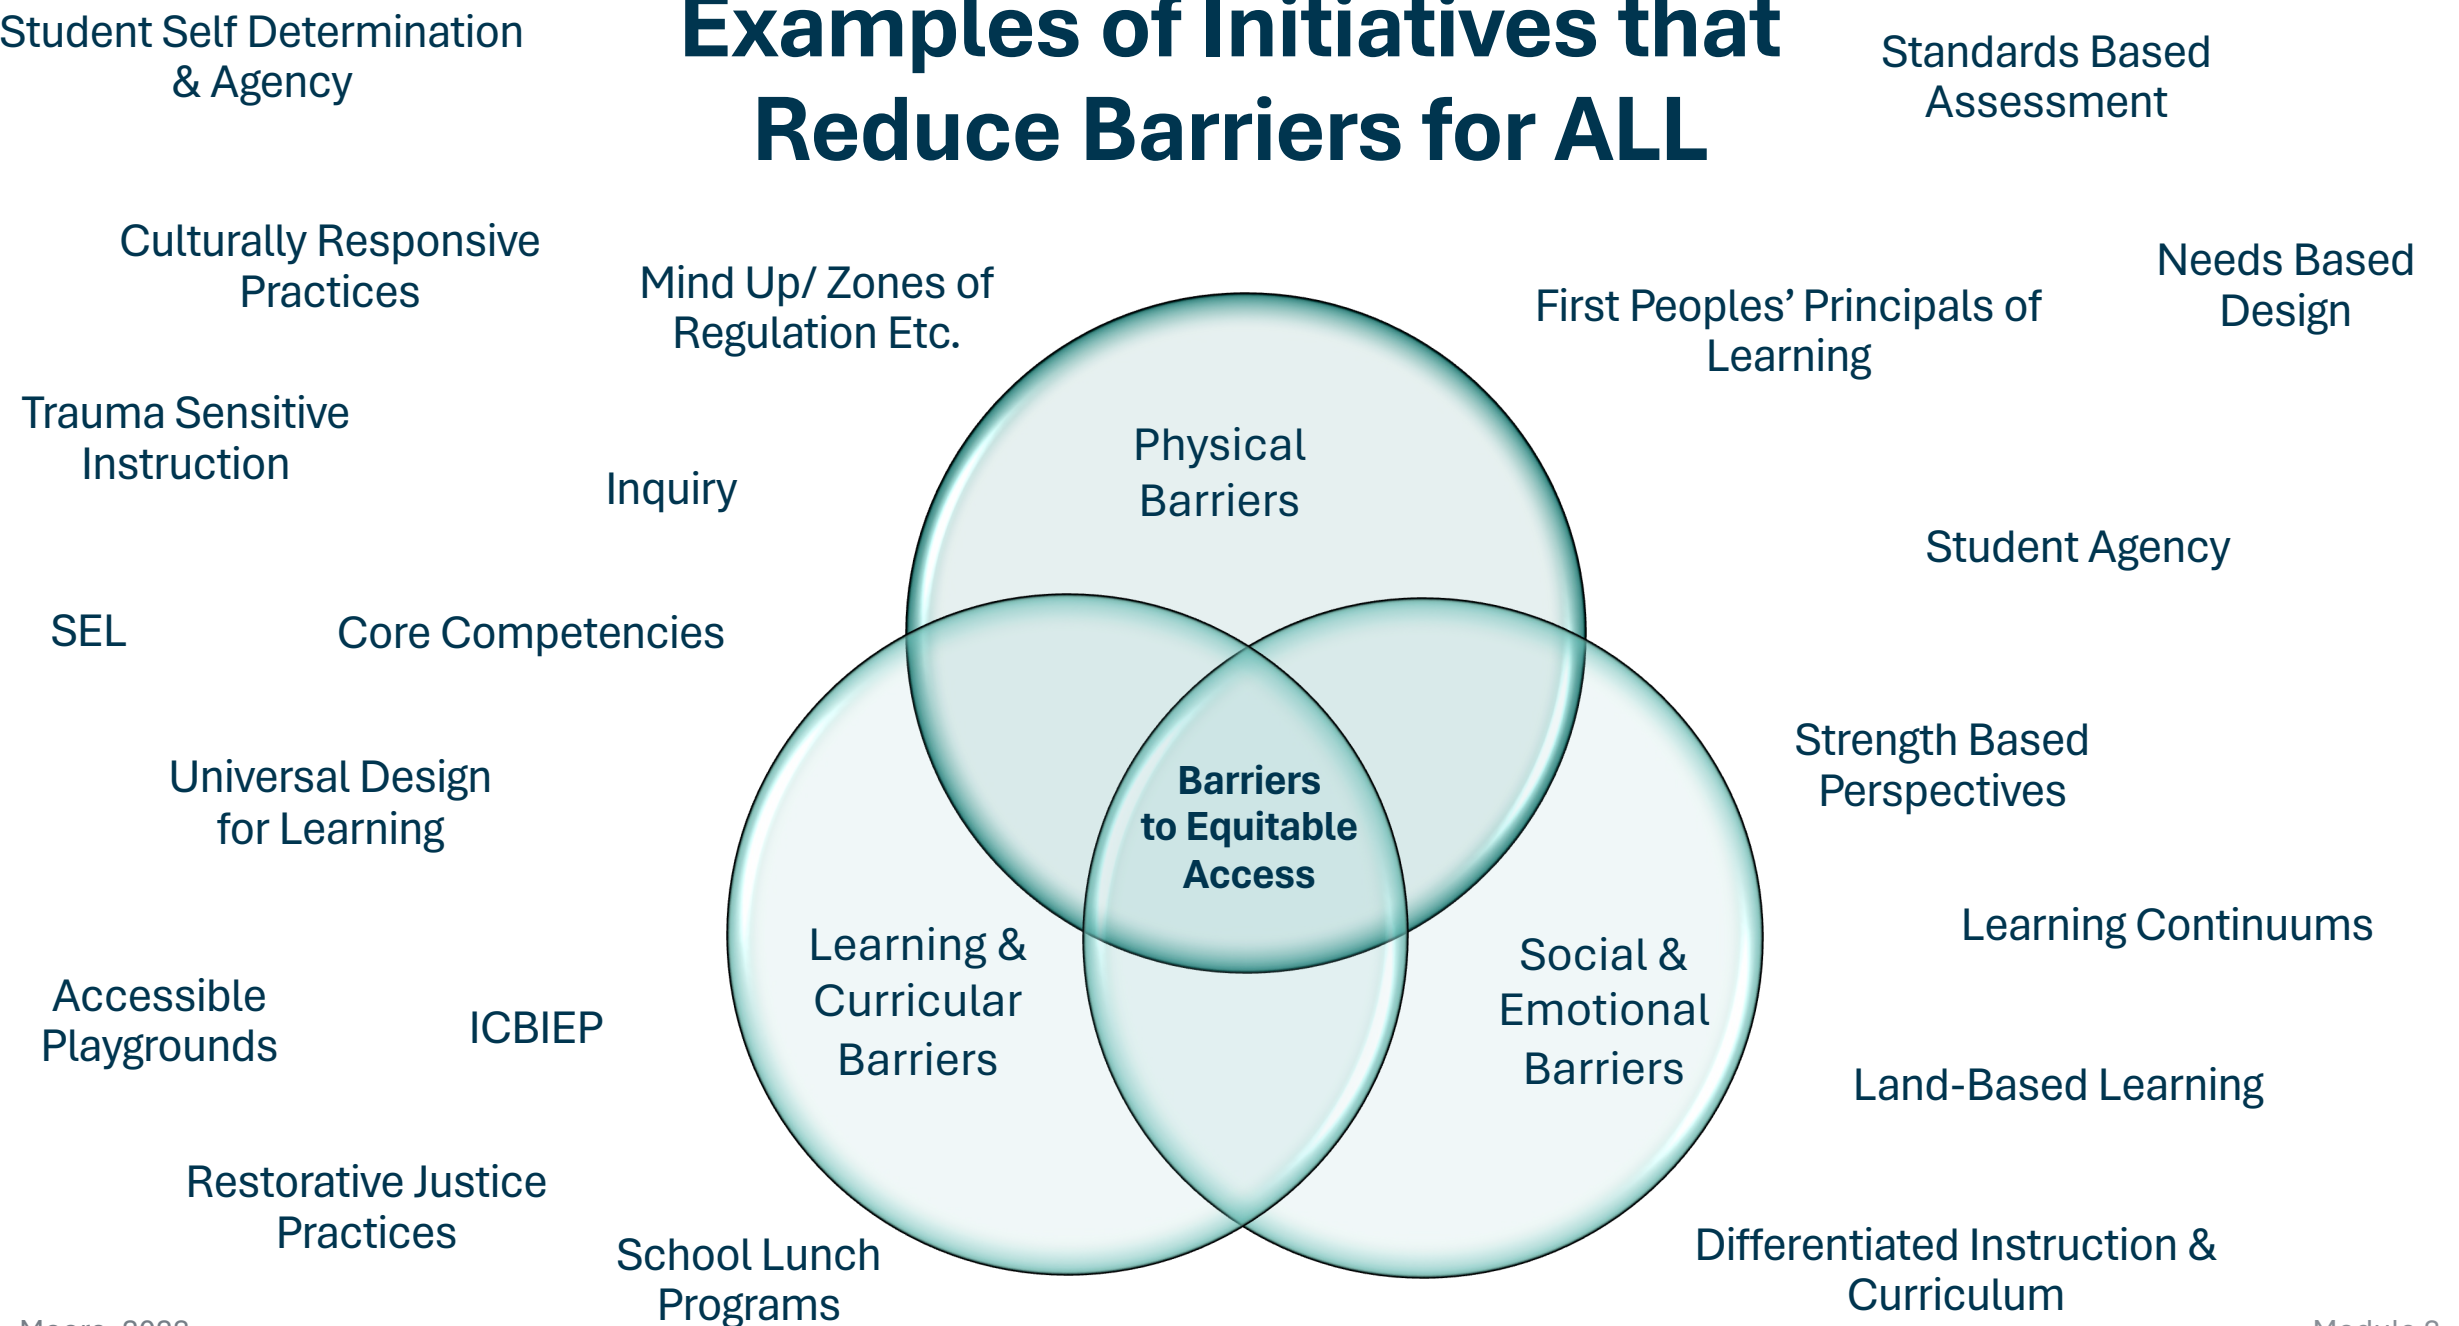 Examples of Initiatives that
Reduce Barriers for ALL
Student Self Determination
& Agency
Standards Based
Assessment
Culturally Responsive
Practices
Mind Up/ Zones of
Regulation Etc.
First Peoples’ Principals of
Learning
Needs Based
Design
Trauma Sensitive
Instruction
Inquiry
Physical
Barriers
Student Agency
SEL
Core Competencies
Universal Design
for Learning
Barriers
to Equitable
Access
Strength Based
Perspectives
Learning &
Curricular
Barriers
Social &
Emotional
Barriers
Learning Continuums
Accessible
Playgrounds
ICBIEP
Land-Based Learning
Restorative Justice
Practices
School Lunch
Programs
Differentiated Instruction &
Curriculum